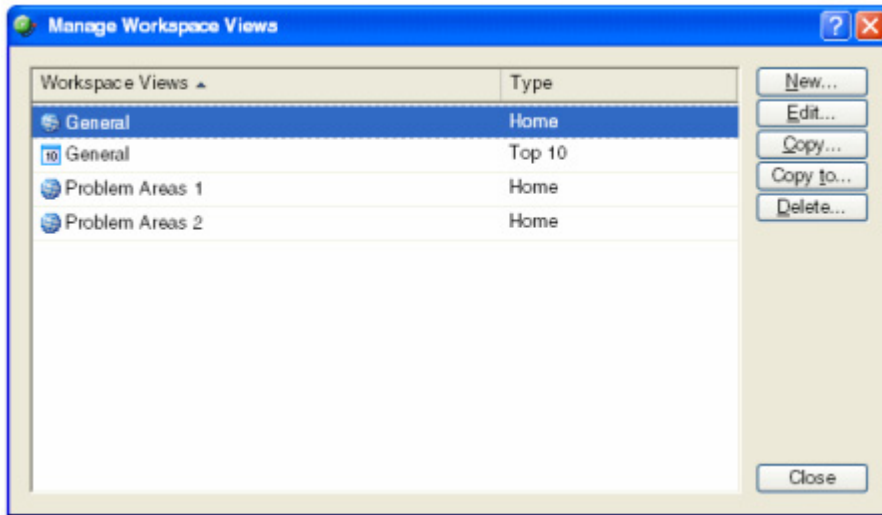 Manage Workspace Views
Workspace Views Type
General Home
10 General Top 10
Problem Areas 1 Home
Problem Areas 2 Home
New...
Edit...
Copy...
Copy to...
Delete...
Close